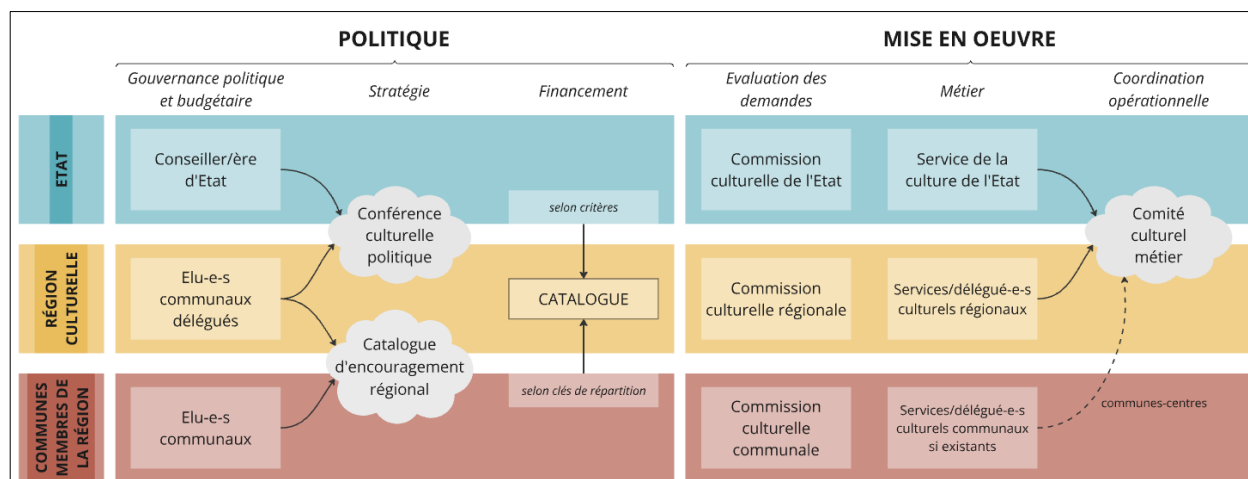 POLITIQUE
MISE EN OEUVRE
Gouvernance politique
et budgétaire
Stratégie
Financement
Evaluation des
demandes
Métier
Coordination
opérationnelle
ETAT
Conseiller/ère
d'Etat
Conférence
culturelle
politique
selon critères
Commission
culturelle de l'Etat
Service de la
culture de l'Etat
Comité
culturel
métier
RÉGION
CULTURELLE
Elu-e-s
communaux
délégués
CATALOGUE
Commission
culturelle régionale
Services/délégué-e-s
culturels régionaux
Catalogue
d'encouragement
régional
COMMUNES
MEMBRES DE
LA RÉGION
Elu-e-s
communaux
selon clés de répartition
Commission
culturelle
communale
Services/délégué-e-s
culturels communaux
si existants
communes-centres